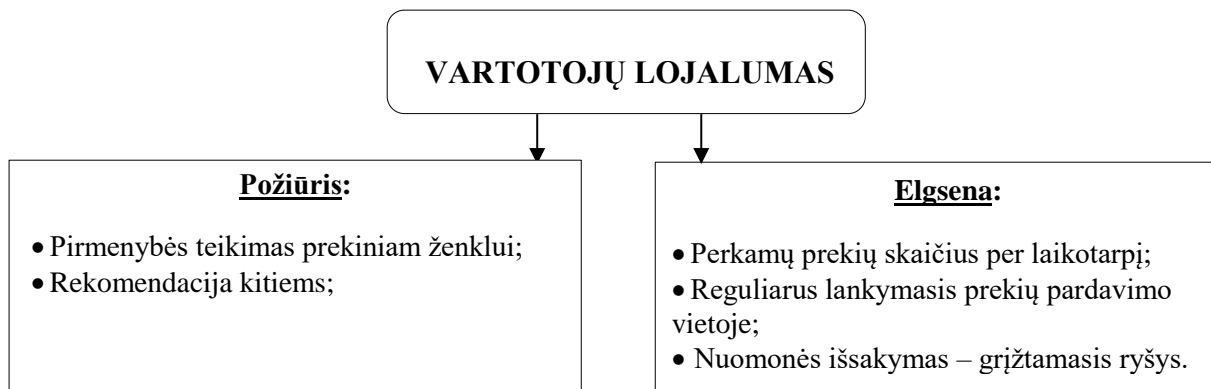 VARTOTOJŲ LOJALUMAS
Požiūris:
• Pirmenybės teikimas prekiniam ženklui;
• Rekomendacija kitiems;
Elgsena:
• Perkamų prekių skaičius per laikotarpį;
• Reguliarus lankymasis prekių pardavimo
vietoje;
• Nuomonės išsakymas – grįžtamasis ryšys.